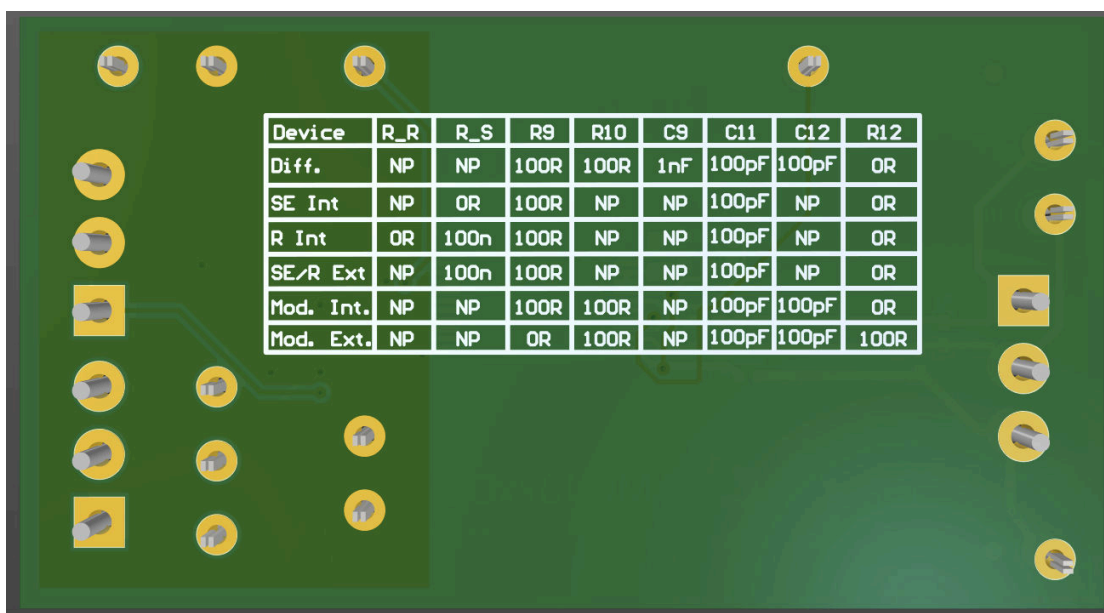 Device R_R R_S R9 R10 C9 C11 C12 R12
Diff. NP NP 100R 100R 1nF 100pF 100pF 0R
SE Int NP 0R 100R NP NP 100pF NP 0R
R Int 0R 100n 100R NP NP 100pF NP 0R
SE/R Ext NP 100n 100R NP NP 100pF NP 0R
Mod. Int. NP NP 100R 100R NP 100pF 100pF 0R
Mod. Ext. NP NP 0R 100R NP 100pF 100pF 100R